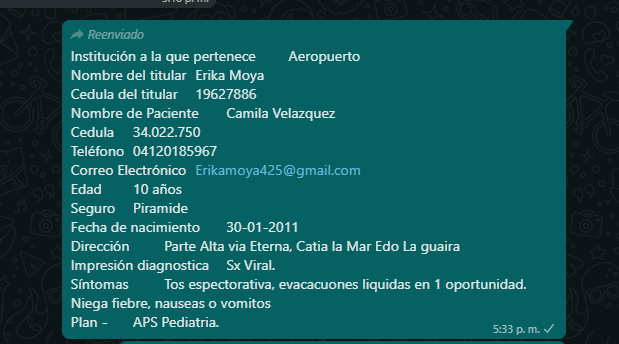 Reenviado
Institución a la que pertenece Aeropuerto
Nombre del titular Erika Moya
Cedula del titular 19627886
Nombre de Paciente Camila Velazquez
Cedula 34.022.750
Teléfono 04120185967
Correo Electrónico Erikamoya425@gmail.com
Edad 10 años
Seguro Piramide
Fecha de nacimiento 30-01-2011
Dirección Parte Alta via Eterna, Catia la Mar Edo La guaira
Impresión diagnostica Sx Viral.
Síntomas Tos espectorativa, evacacuones liquidas en 1 oportunidad.
Niega fiebre, nauseas o vomitos
Plan - APS Pediatria.
5:33 p. m.